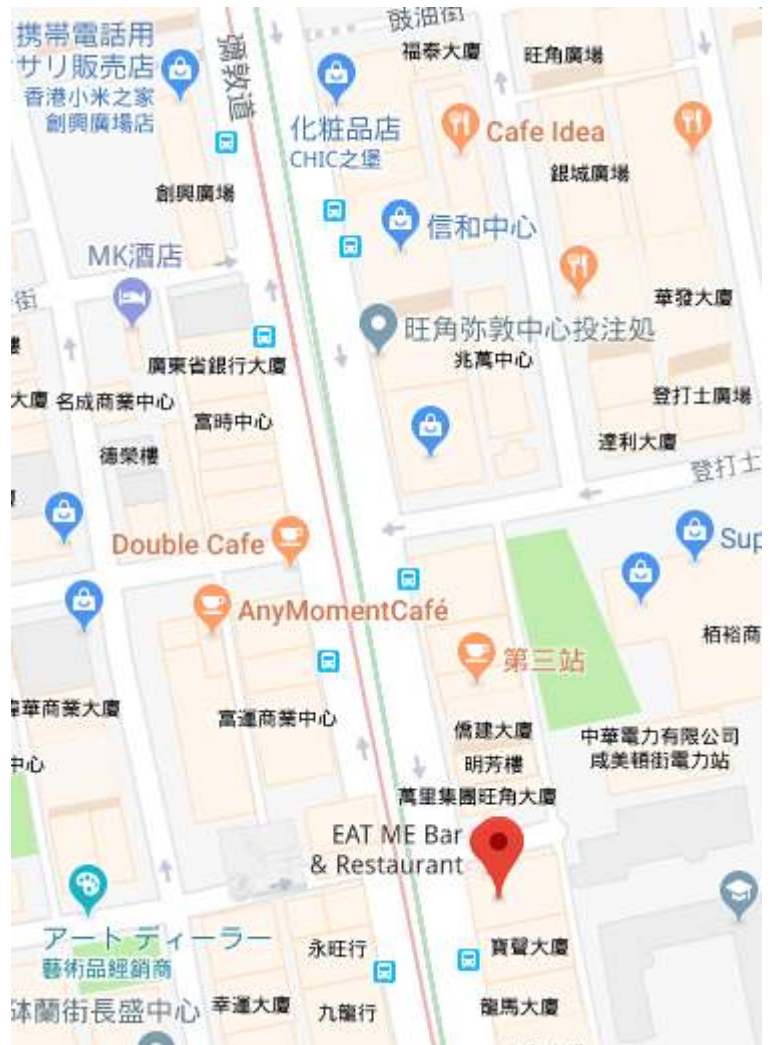 携帯電話用
サリ販売店
香港小米之家
創興廣場店
彌敦道
豉油街
福泰大廈
旺角廣場
化粧品店
CHIC之堡
Cafe Idea
銀城廣場
創興廣場
信和中心
MK酒店
街
華發大廈
旺角弥敦中心投注処
廣東省銀行大廈
兆萬中心
樓
大廈
名成商業中心
登打士廣場
富時中心
達利大廈
德榮樓
登打士
Double Cafe
Sup
AnyMomentCafé
栢裕商
第三站
華商業大廈
富運商業中心
僑建大廈
中華電力有限公司
咸美頓街電力站
明芳樓
中心
萬里集團旺角大廈
EAT ME Bar
& Restaurant
アート ディーラー
藝術品經銷商
永旺行
寶聲大廈
砵蘭街長盛中心
幸運大廈
九龍行
龍馬大廈